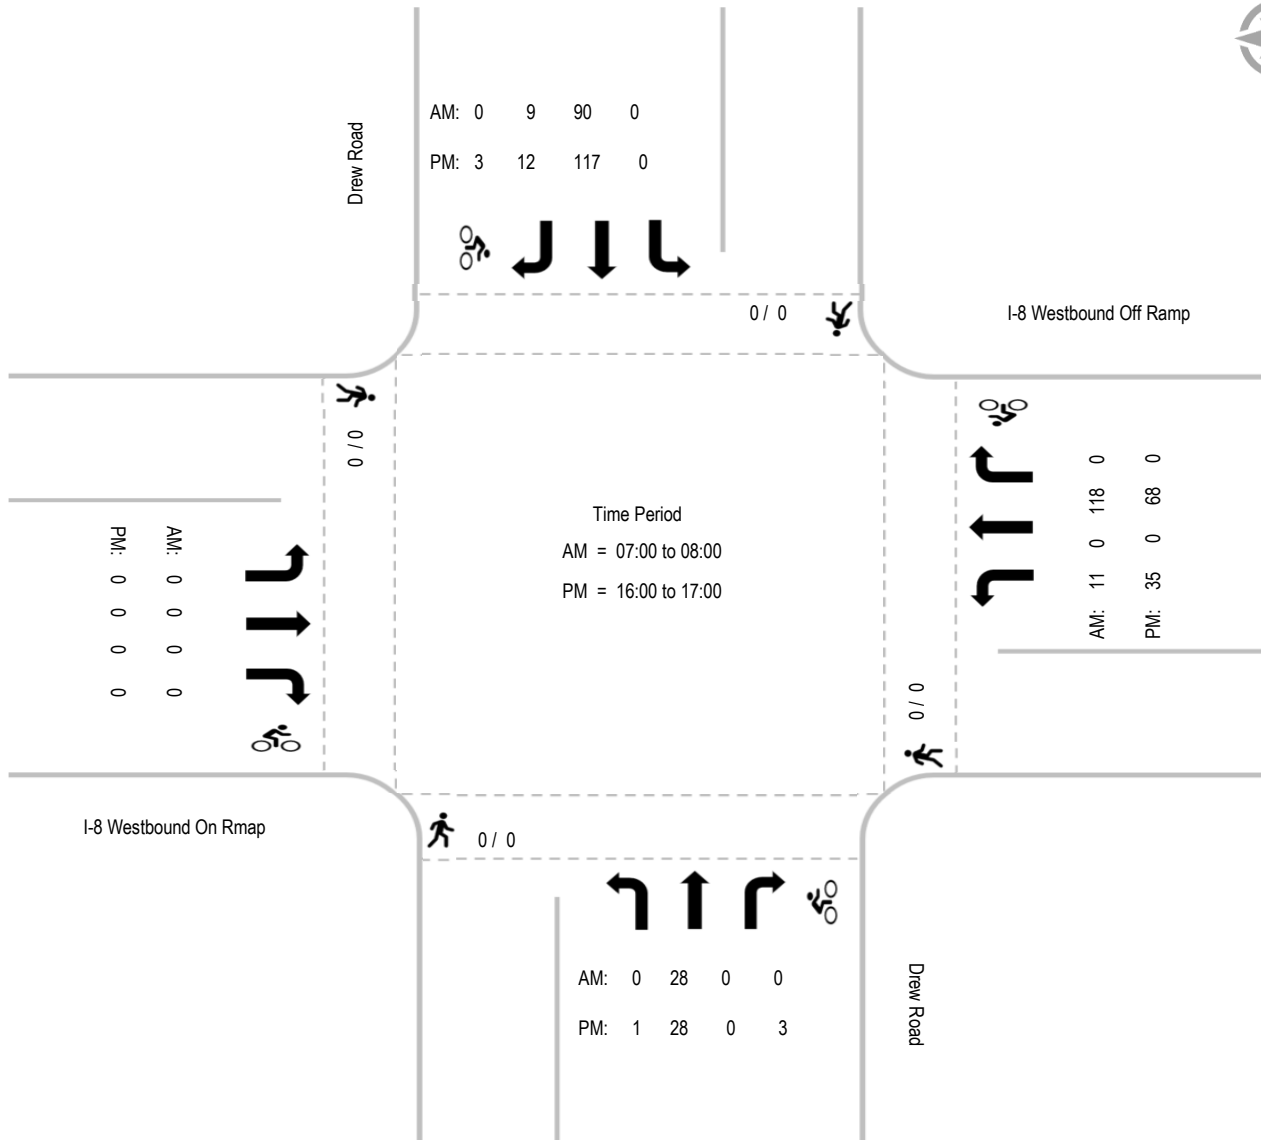 Drew Road
AM: 0 9 90 0
PM: 3 12 117 0
0 / 0
I-8 Westbound Off Ramp
0 / 0
AM: 11 0 118 0
PM: 35 0 68 0
Time Period
AM = 07:00 to 08:00
PM = 16:00 to 17:00
AM: 0 0 0 0
PM: 0 0 0 0
0 / 0
I-8 Westbound On Rmap
0 / 0
AM: 0 28 0 0
PM: 1 28 0 3
Drew Road